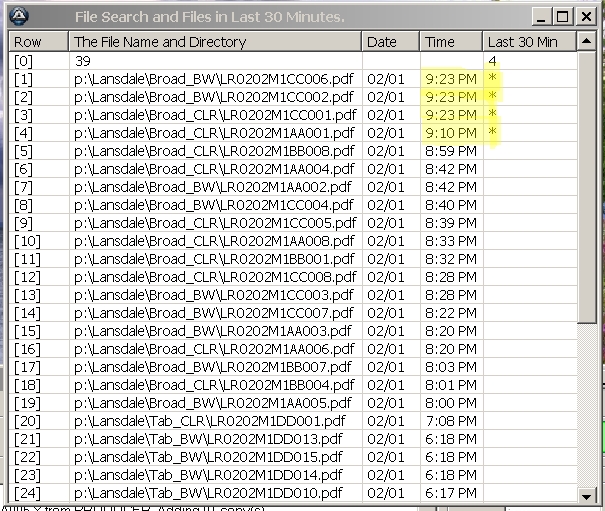 File Search and Files in Last 30 Minutes.
Row The File Name and Directory Date Time Last 30 Min
[0] 39 4
[1] p:\Lansdale\Broad_BW\LR0202M1CC006.pdf 02/01 9:23 PM *
[2] p:\Lansdale\Broad_BW\LR0202M1CC002.pdf 02/01 9:23 PM *
[3] p:\Lansdale\Broad_CLR\LR0202M1CC001.pdf 02/01 9:23 PM *
[4] p:\Lansdale\Broad_CLR\LR0202M1AA001.pdf 02/01 9:10 PM *
[5] p:\Lansdale\Broad_CLR\LR0202M1BB008.pdf 02/01 8:59 PM
[6] p:\Lansdale\Broad_CLR\LR0202M1AA004.pdf 02/01 8:42 PM
[7] p:\Lansdale\Broad_BW\LR0202M1AA002.pdf 02/01 8:42 PM
[8] p:\Lansdale\Broad_CLR\LR0202M1CC004.pdf 02/01 8:40 PM
[9] p:\Lansdale\Broad_CLR\LR0202M1CC005.pdf 02/01 8:39 PM
[10] p:\Lansdale\Broad_CLR\LR0202M1AA008.pdf 02/01 8:33 PM
[11] p:\Lansdale\Broad_CLR\LR0202M1BB001.pdf 02/01 8:32 PM
[12] p:\Lansdale\Broad_CLR\LR0202M1CC008.pdf 02/01 8:28 PM
[13] p:\Lansdale\Broad_BW\LR0202M1CC003.pdf 02/01 8:28 PM
[14] p:\Lansdale\Broad_BW\LR0202M1CC007.pdf 02/01 8:22 PM
[15] p:\Lansdale\Broad_BW\LR0202M1AA003.pdf 02/01 8:20 PM
[16] p:\Lansdale\Broad_BW\LR0202M1AA006.pdf 02/01 8:20 PM
[17] p:\Lansdale\Broad_BW\LR0202M1BB007.pdf 02/01 8:03 PM
[18] p:\Lansdale\Broad_CLR\LR0202M1BB004.pdf 02/01 8:01 PM
[19] p:\Lansdale\Broad_BW\LR0202M1AA005.pdf 02/01 8:00 PM
[20] p:\Lansdale\Tab_CLR\LR0202M1DD001.pdf 02/01 7:08 PM
[21] p:\Lansdale\Tab_BW\LR0202M1DD013.pdf 02/01 6:18 PM
[22] p:\Lansdale\Tab_BW\LR0202M1DD015.pdf 02/01 6:18 PM
[23] p:\Lansdale\Tab_BW\LR0202M1DD014.pdf 02/01 6:18 PM
[24] p:\Lansdale\Tab_BW\LR0202M1DD010.pdf 02/01 6:17 PM